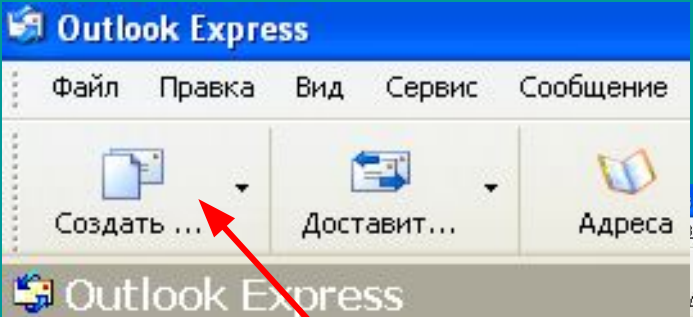 Outlook Express
Файл Правка Вид Сервис Сообщение
Создать ... Доставит... Адреса
Outlook Express